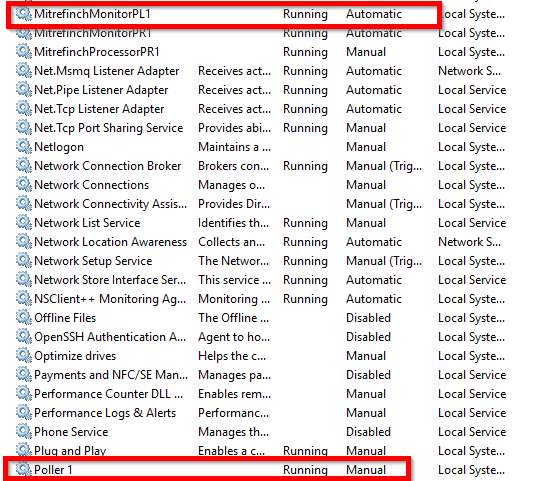 MitrefinchMonitorPL1 Running Automatic Local Syste...
MitrefinchMonitorPR1 Running Automatic Local Syste...
MitrefinchProcessorPR1 Running Manual Local Syste...
Net.Msmq Listener Adapter Receives act... Running Automatic Network S...
Net.Pipe Listener Adapter Receives act... Running Automatic Local Service
Net.Tcp Listener Adapter Receives act... Running Automatic Local Service
Net.Tcp Port Sharing Service Provides abi... Running Manual Local Service
Netlogon Maintains a ... Manual Local Syste...
Network Connection Broker Brokers con... Running Manual (Trig... Local Syste...
Network Connections Manages o... Manual Local Syste...
Network Connectivity Assis... Provides Dir... Manual (Trig... Local Syste...
Network List Service Identifies th... Running Manual Local Service
Network Location Awareness Collects an... Running Automatic Network S...
Network Setup Service The Networ... Running Manual (Trig... Local Syste...
Network Store Interface Ser... This service ... Running Automatic Local Service
NSClient++ Monitoring Ag... Monitoring ... Running Automatic Local Syste...
Offline Files The Offline ... Disabled Local Syste...
OpenSSH Authentication A... Agent to ho... Disabled Local Syste...
Optimize drives Helps the c... Manual Local Syste...
Payments and NFC/SE Man... Manages pa... Disabled Local Service
Performance Counter DLL ... Enables rem... Manual Local Service
Performance Logs & Alerts Performanc... Manual Local Service
Phone Service Manages th... Disabled Local Service
Plug and Play Enables a c... Running Manual Local Syste...
Poller 1 Running Manual Local Syste...